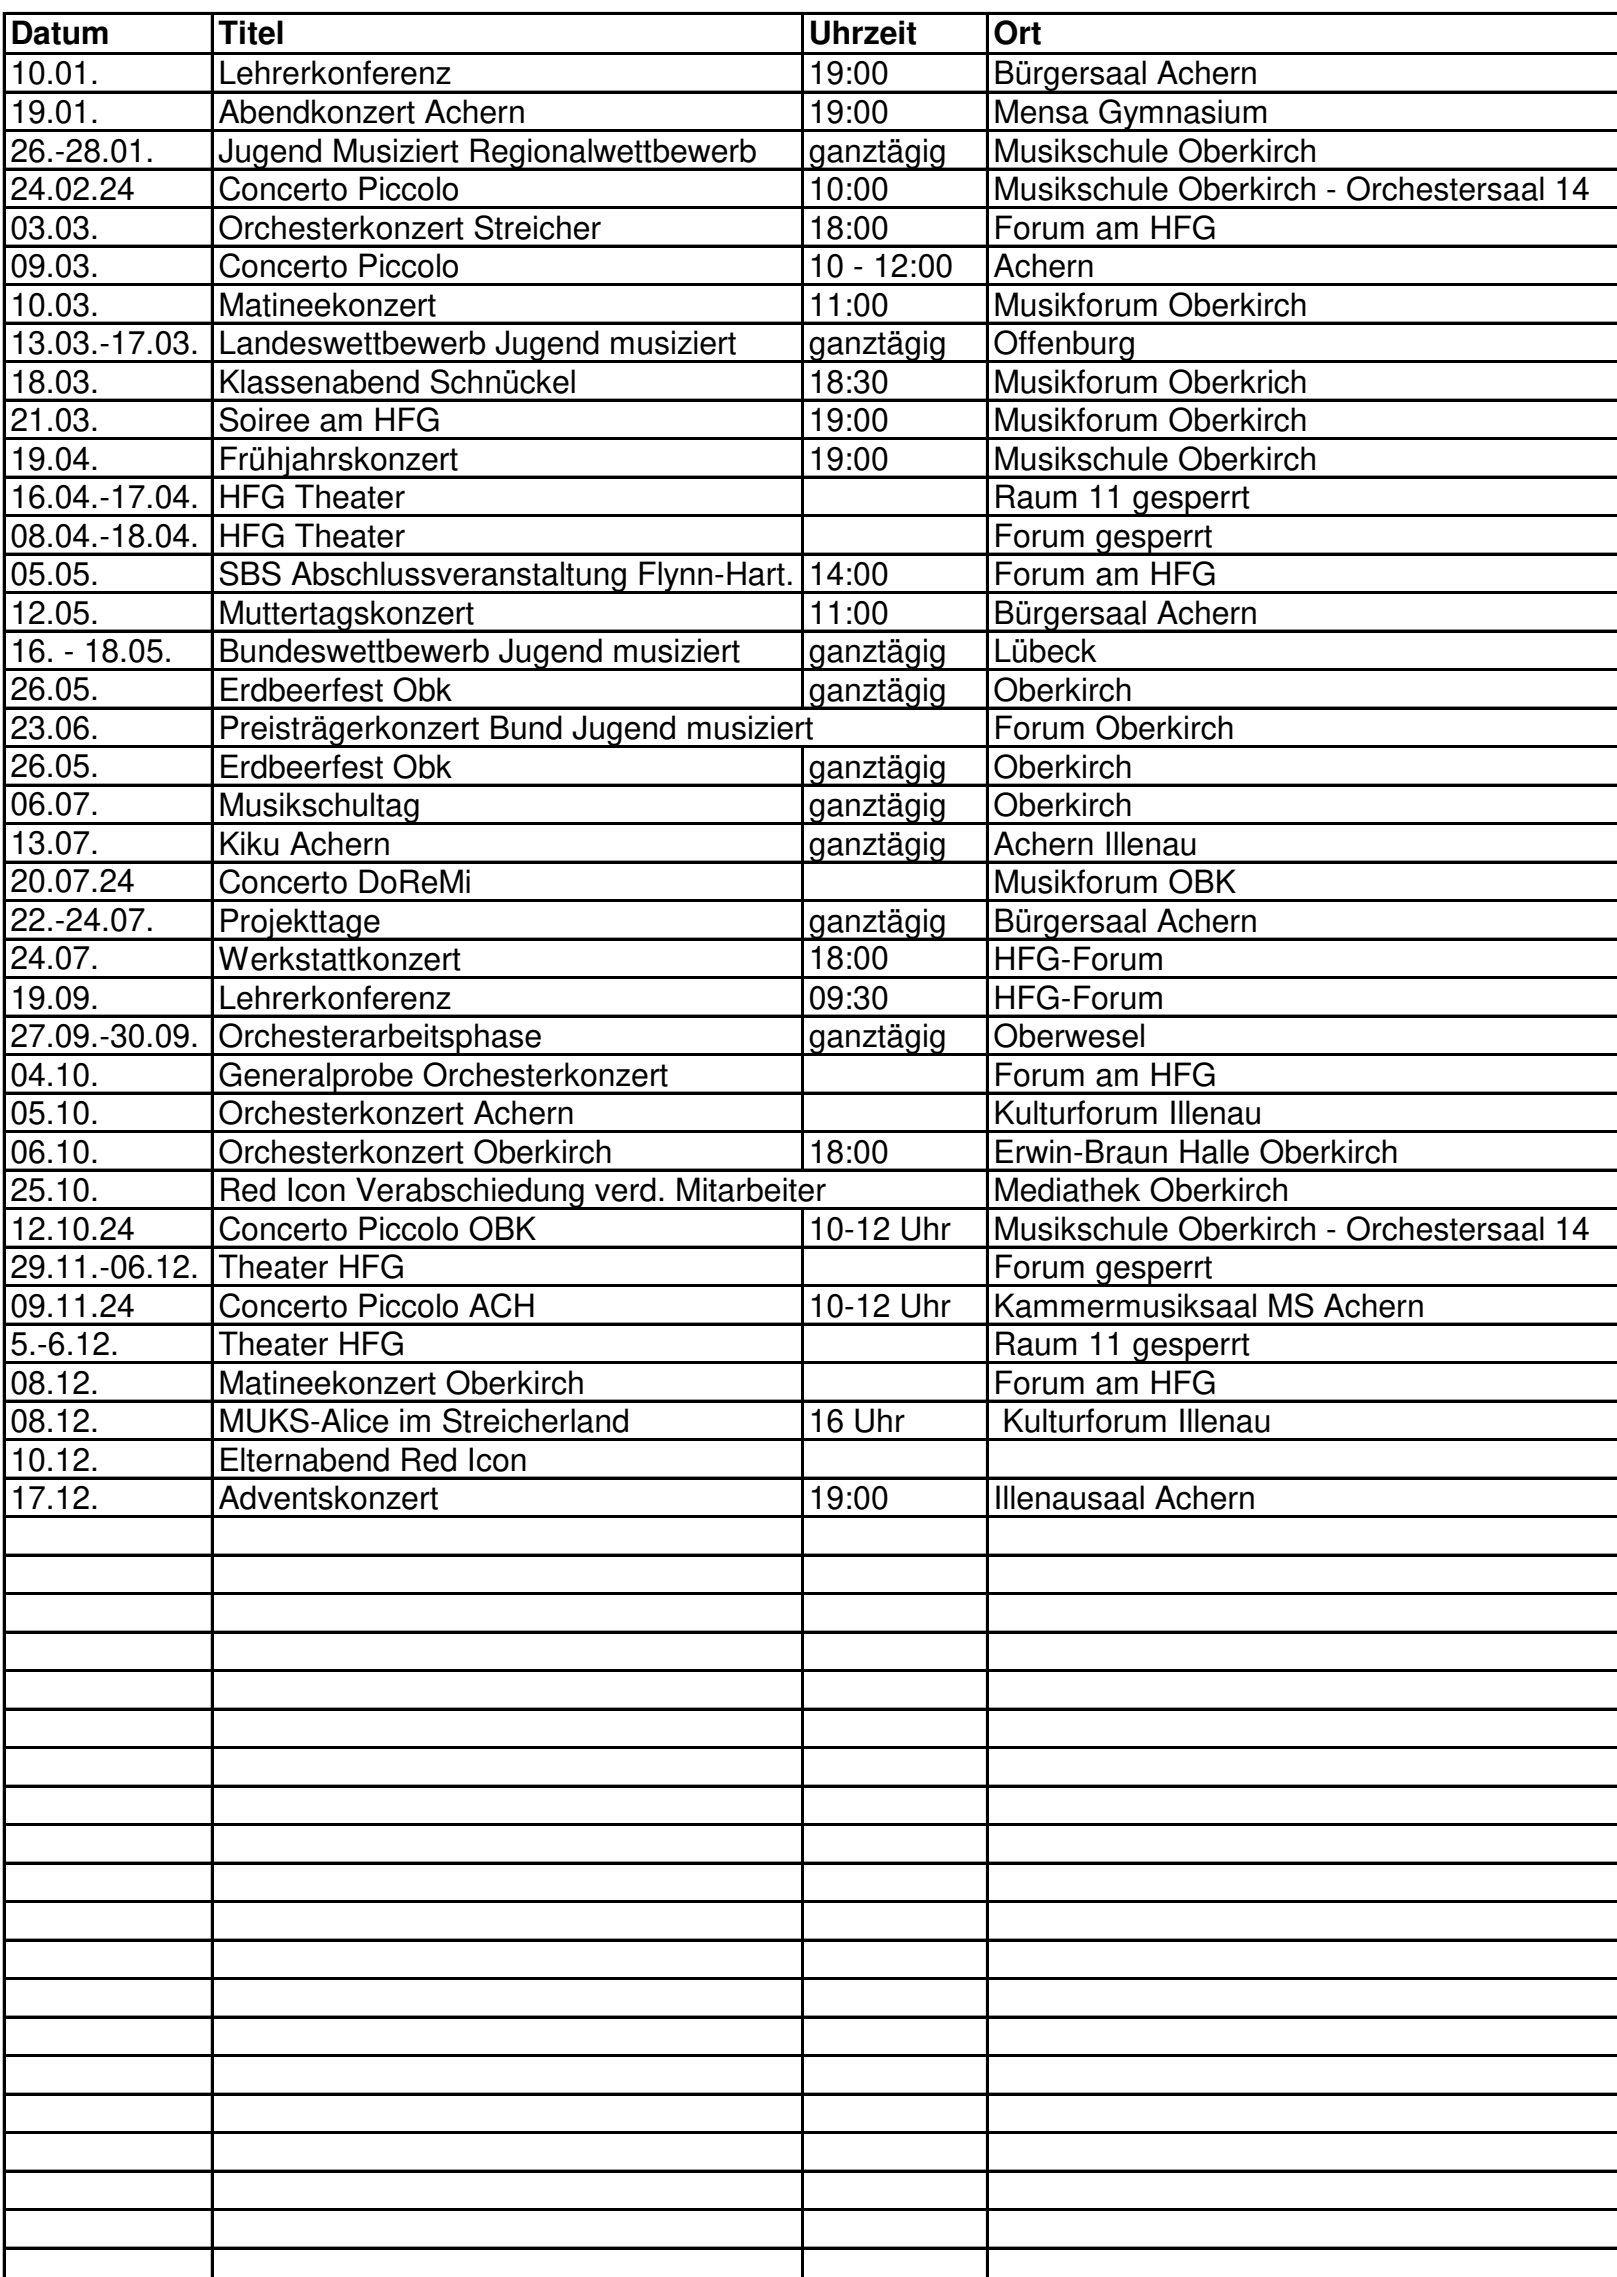 Datum Titel Uhrzeit Ort
10.01. Lehrerkonferenz 19:00 Bürgersaal Achern
19.01. Abendkonzert Achern 19:00 Mensa Gymnasium
26.-28.01. Jugend Musiziert Regionalwettbewerb ganztägig Musikschule Oberkirch
24.02.24 Concerto Piccolo 10:00 Musikschule Oberkirch - Orchestersaal 14
03.03. Orchesterkonzert Streicher 18:00 Forum am HFG
09.03. Concerto Piccolo 10 - 12:00 Achern
10.03. Matineekonzert 11:00 Musikforum Oberkirch
13.03.-17.03. Landeswettbewerb Jugend musiziert ganztägig Offenburg
18.03. Klassenabend Schnückel 18:30 Musikforum Oberkrich
21.03. Soiree am HFG 19:00 Musikforum Oberkirch
19.04. Frühjahrskonzert 19:00 Musikschule Oberkirch
16.04.-17.04. HFG Theater Raum 11 gesperrt
08.04.-18.04. HFG Theater Forum gesperrt
05.05. SBS Abschlussveranstaltung Flynn-Hart. 14:00 Forum am HFG
12.05. Muttertagskonzert 11:00 Bürgersaal Achern
16. - 18.05. Bundeswettbewerb Jugend musiziert ganztägig Lübeck
26.05. Erdbeerfest Obk ganztägig Oberkirch
23.06. Preisträgerkonzert Bund Jugend musiziert Forum Oberkirch
26.05. Erdbeerfest Obk ganztägig Oberkirch
06.07. Musikschultag ganztägig Oberkirch
13.07. Kiku Achern ganztägig Achern Illenau
20.07.24 Concerto DoReMi Musikforum OBK
22.-24.07. Projekttage ganztägig Bürgersaal Achern
24.07. Werkstattkonzert 18:00 HFG-Forum
19.09. Lehrerkonferenz 09:30 HFG-Forum
27.09.-30.09. Orchesterarbeitsphase ganztägig Oberwesel
04.10. Generalprobe Orchesterkonzert Forum am HFG
05.10. Orchesterkonzert Achern Kulturforum Illenau
06.10. Orchesterkonzert Oberkirch 18:00 Erwin-Braun Halle Oberkirch
25.10. Red Icon Verabschiedung verd. Mitarbeiter Mediathek Oberkirch
12.10.24 Concerto Piccolo OBK 10-12 Uhr Musikschule Oberkirch - Orchestersaal 14
29.11.-06.12. Theater HFG Forum gesperrt
09.11.24 Concerto Piccolo ACH 10-12 Uhr Kammermusiksaal MS Achern
5.-6.12. Theater HFG Raum 11 gesperrt
08.12. Matineekonzert Oberkirch Forum am HFG
08.12. MUKS-Alice im Streicherland 16 Uhr Kulturforum Illenau
10.12. Elternabend Red Icon
17.12. Adventskonzert 19:00 Illenausaal Achern